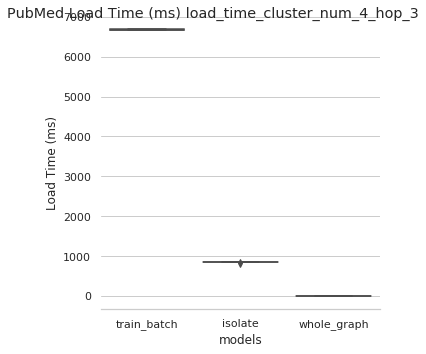 PubMed Load Time (ms) load_time_cluster_num_4_hop_3
7000
6000
5000
4000
3000
2000
1000
0
Load Time (ms)
train_batch isolate whole_graph
models